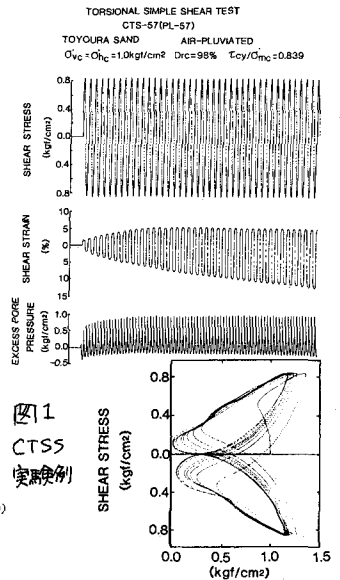 TORSIONAL SIMPLE SHEAR TEST
CTS-57(PL-57)
TOYOURA SAND AIR-PLUVIATED
σ'vc=σ'hc=1.0kgf/cm2 Drc=98% τcy/σ'mc=0.839
SHEAR STRESS
(kgf/cm2)
0.8
0.4
0.0
0.4
0.8
SHEAR STRAIN
(%)
10
5
0
5
10
15
EXCESS PORE
PRESSURE
(kgf/cm2)
1.0
0.5
0.0
-0.5
図1
CTSS
実験例
SHEAR STRESS
(kgf/cm2)
0.8
0.4
0.0
0.4
0.8
0.0
0.5
1.0
1.5
(kgf/cm2)